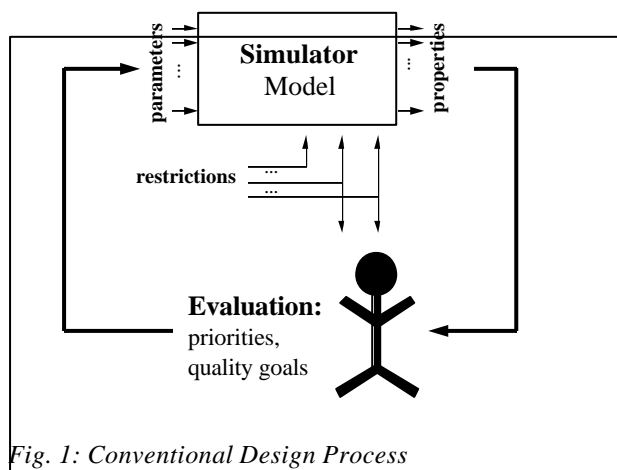 parameters
...
Simulator
Model
...
properties
restrictions
...
...
Evaluation:
priorities,
quality goals
Fig. 1: Conventional Design Process